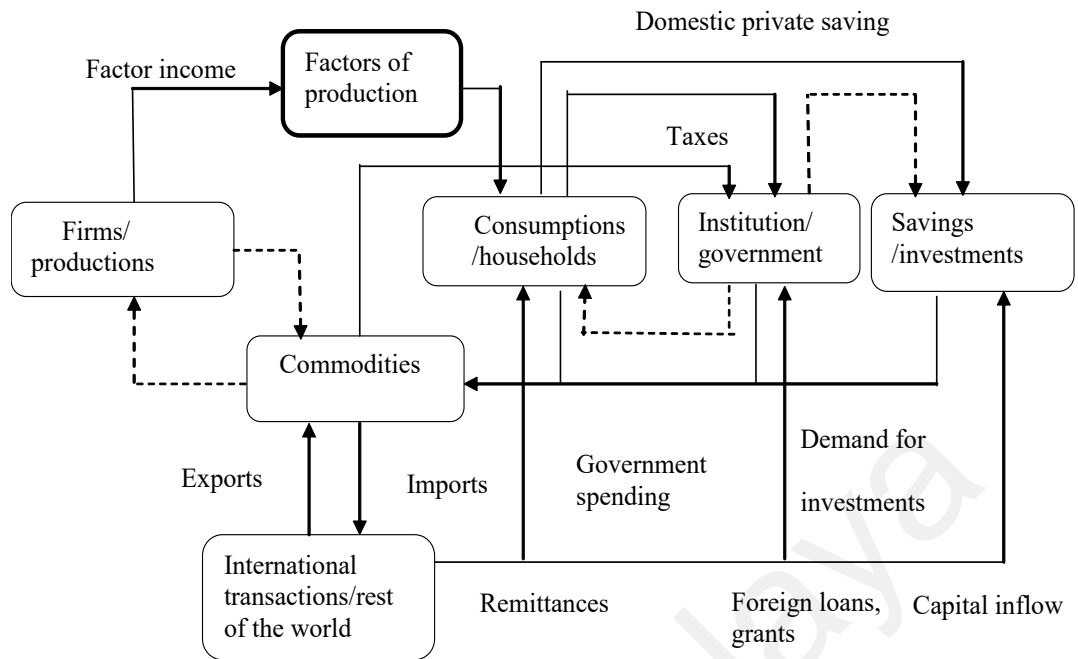 Domestic private saving
Factor income
Factors of
production
Taxes
Firms/
productions
Consumptions
/households
Institution/
government
Savings
/investments
Commodities
Exports
Imports
Government
spending
Demand for
investments
International
transactions/rest
of the world
Remittances
Foreign loans,
grants
Capital inflow